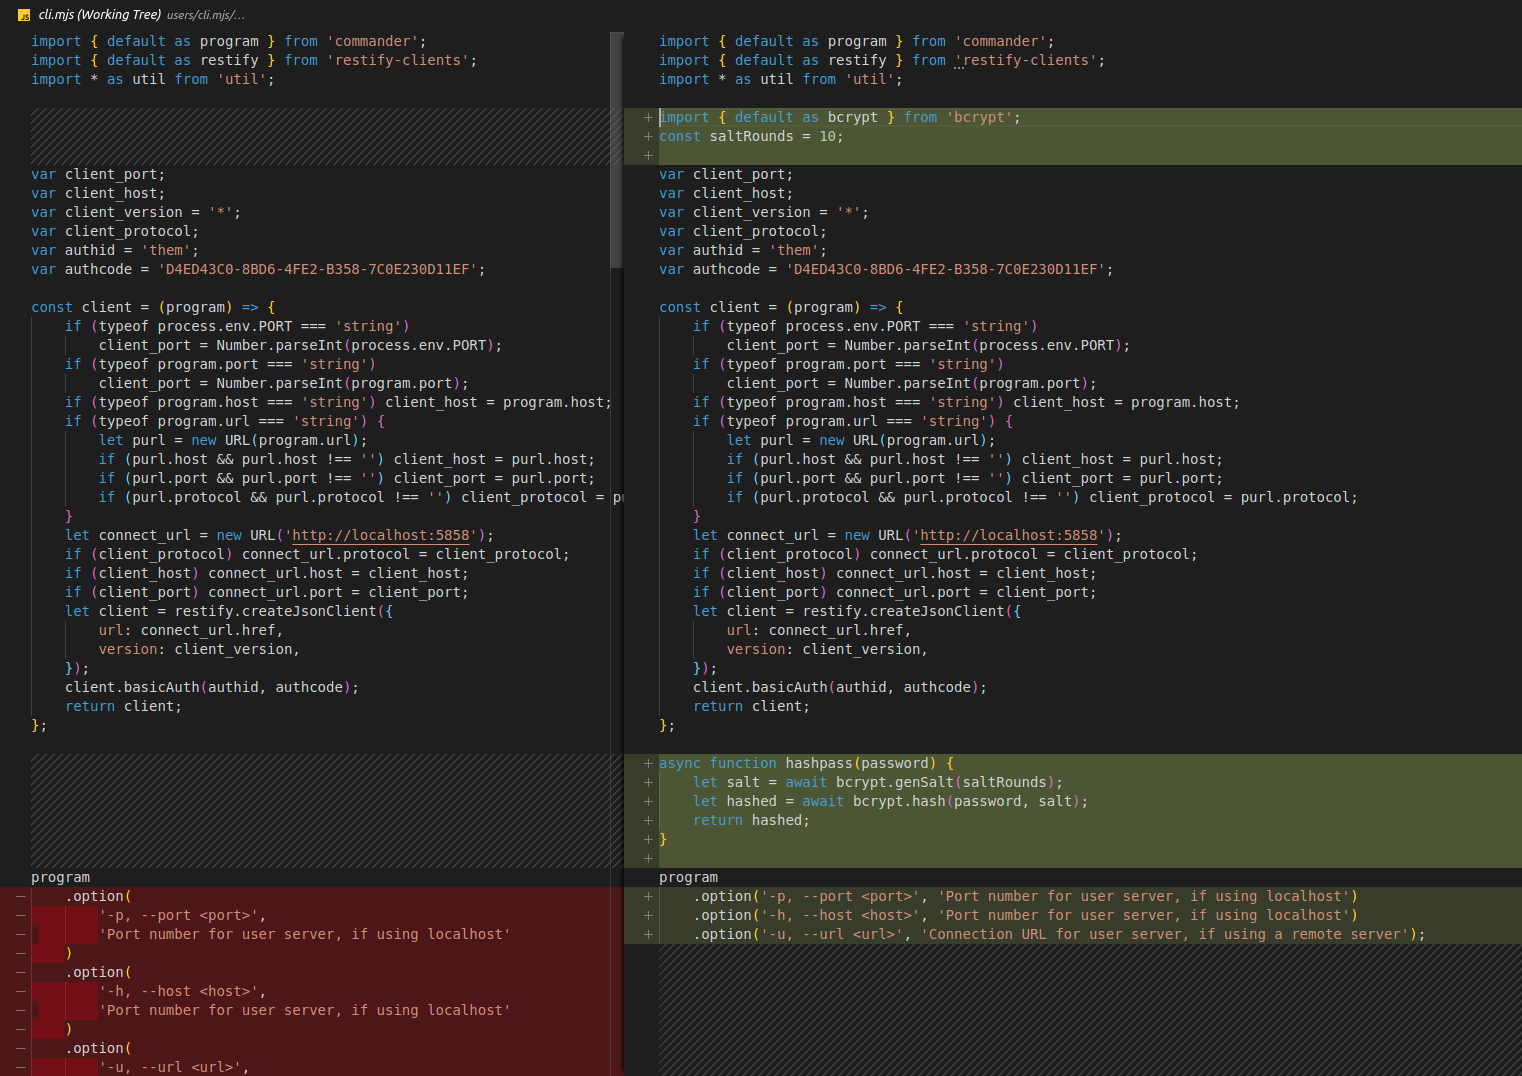 JS cli.mjs (Working Tree) users/cli.mjs/...
import { default as program } from 'commander';
import { default as restify } from 'restify-clients';
import * as util from 'util';
var client_port;
var client_host;
var client_version = '*';
var client_protocol;
var authid = 'them';
var authcode = 'D4ED43C0-8BD6-4FE2-B358-7C0E230D11EF';
const client = (program) => {
if (typeof process.env.PORT === 'string')
client_port = Number.parseInt(process.env.PORT);
if (typeof program.port === 'string')
client_port = Number.parseInt(program.port);
if (typeof program.host === 'string') client_host = program.host;
if (typeof program.url === 'string') {
let purl = new URL(program.url);
if (purl.host && purl.host !== '') client_host = purl.host;
if (purl.port && purl.port !== '') client_port = purl.port;
if (purl.protocol && purl.protocol !== '') client_protocol = pu
}
let connect_url = new URL('http://localhost:5858');
if (client_protocol) connect_url.protocol = client_protocol;
if (client_host) connect_url.host = client_host;
if (client_port) connect_url.port = client_port;
let client = restify.createJsonClient({
url: connect_url.href,
version: client_version,
});
client.basicAuth(authid, authcode);
return client;
};
program
— .option(
— '-p, --port <port>',
— 'Port number for user server, if using localhost'
— )
— .option(
— '-h, --host <host>',
— 'Port number for user server, if using localhost'
— )
— .option(
— '-u, --url <url>',
import { default as program } from 'commander';
import { default as restify } from 'restify-clients';
import * as util from 'util';
+ import { default as bcrypt } from 'bcrypt';
+ const saltRounds = 10;
+
var client_port;
var client_host;
var client_version = '*';
var client_protocol;
var authid = 'them';
var authcode = 'D4ED43C0-8BD6-4FE2-B358-7C0E230D11EF';
const client = (program) => {
if (typeof process.env.PORT === 'string')
client_port = Number.parseInt(process.env.PORT);
if (typeof program.port === 'string')
client_port = Number.parseInt(program.port);
if (typeof program.host === 'string') client_host = program.host;
if (typeof program.url === 'string') {
let purl = new URL(program.url);
if (purl.host && purl.host !== '') client_host = purl.host;
if (purl.port && purl.port !== '') client_port = purl.port;
if (purl.protocol && purl.protocol !== '') client_protocol = purl.protocol;
}
let connect_url = new URL('http://localhost:5858');
if (client_protocol) connect_url.protocol = client_protocol;
if (client_host) connect_url.host = client_host;
if (client_port) connect_url.port = client_port;
let client = restify.createJsonClient({
url: connect_url.href,
version: client_version,
});
client.basicAuth(authid, authcode);
return client;
};
+ async function hashpass(password) {
+ let salt = await bcrypt.genSalt(saltRounds);
+ let hashed = await bcrypt.hash(password, salt);
+ return hashed;
+ }
+
program
+ .option('-p, --port <port>', 'Port number for user server, if using localhost')
+ .option('-h, --host <host>', 'Port number for user server, if using localhost')
+ .option('-u, --url <url>', 'Connection URL for user server, if using a remote server');